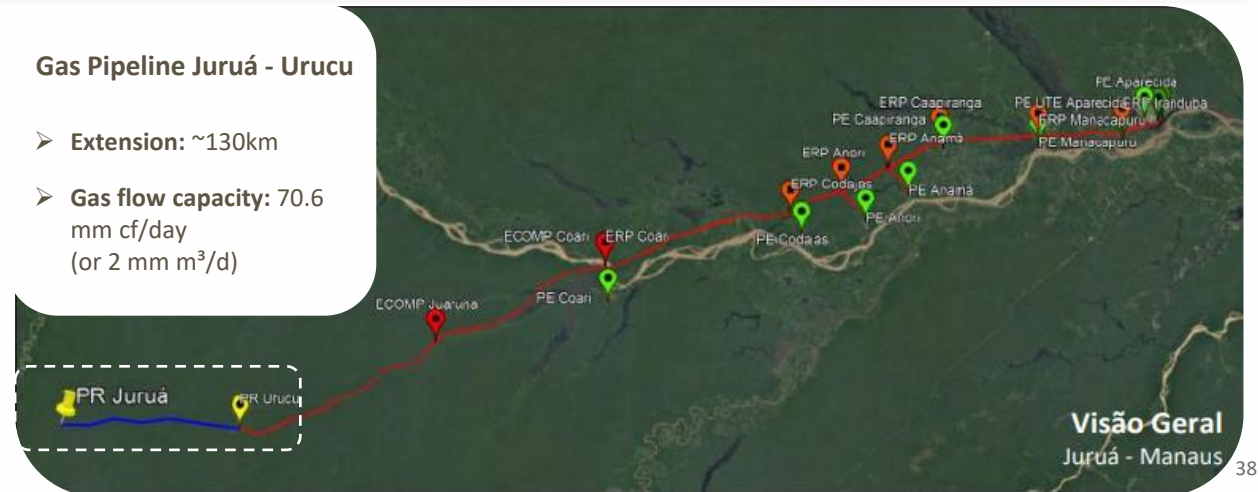 Gas Pipeline Juruá - Urucu
➢ Extension: ~130km
➢ Gas flow capacity: 70.6
mm cf/day
(or 2 mm m³/d)
PE Aparecida
ERP Caapiranga
PE UTE Aparecida
ERP Iranduba
PE Caapiranga
ERP Manacapuru
ERP Anamã
PE Manacapuru
ERP Anori
ERP Codajás
PE Anamã
PE Anori
ECOMP Coari
ERP Coari
PE Codajás
PE Coari
ECOMP Juaruna
PR Juruá
PR Urucu
Visão Geral
Juruá - Manaus
38